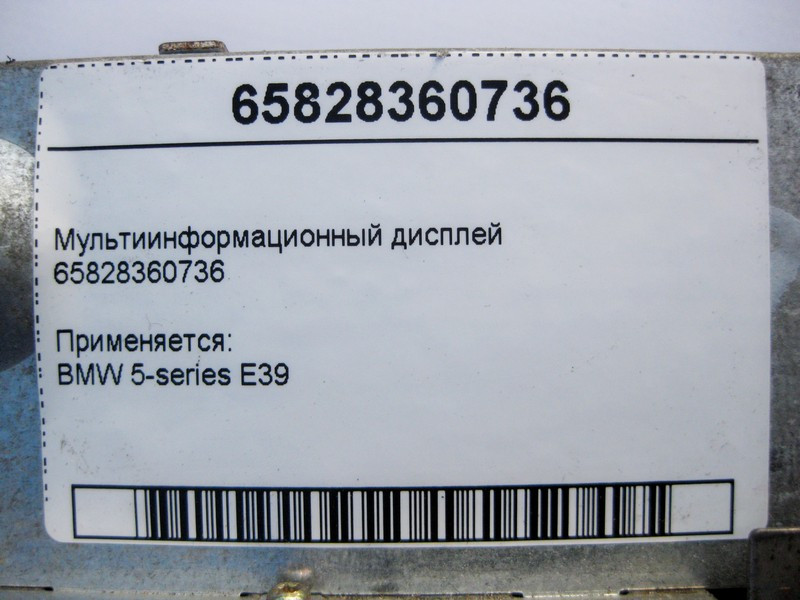 65828360736
Мультиинформационный дисплей
65828360736
Применяется:
BMW 5-series E39